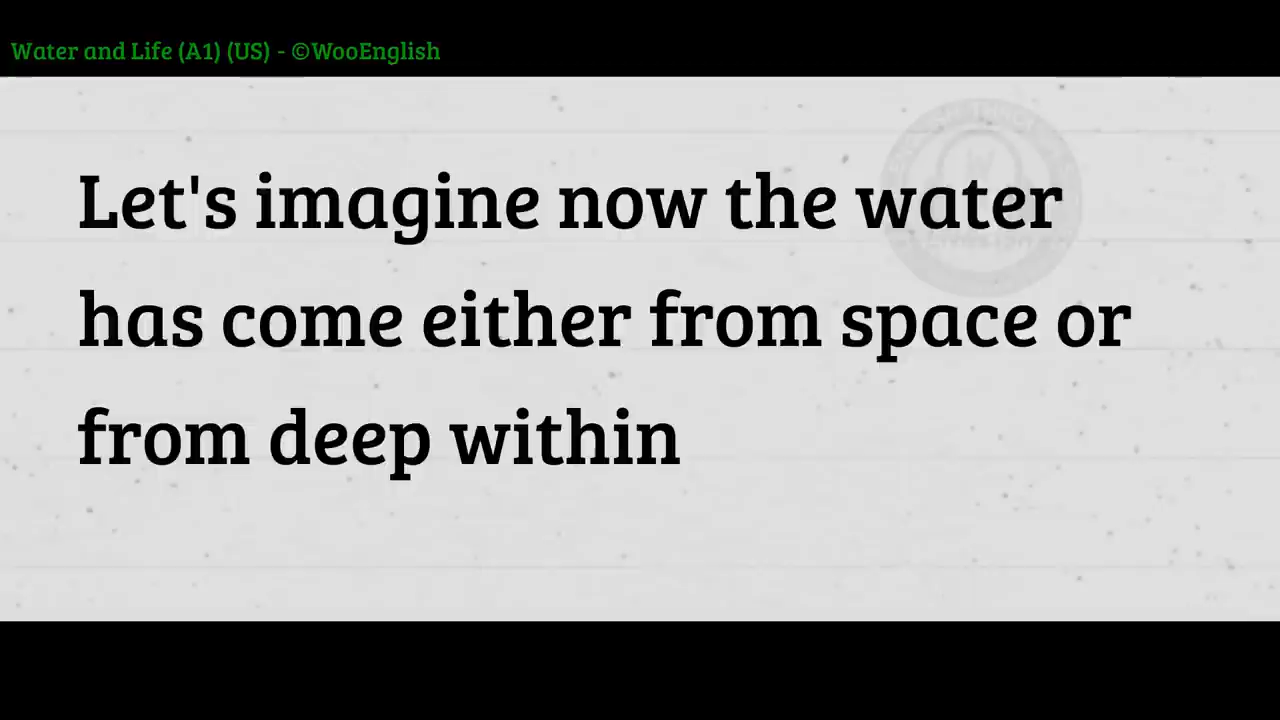 Water and Life (A1) (US) - ©WooEnglish
Let's imagine now the water
has come either from space or
from deep within